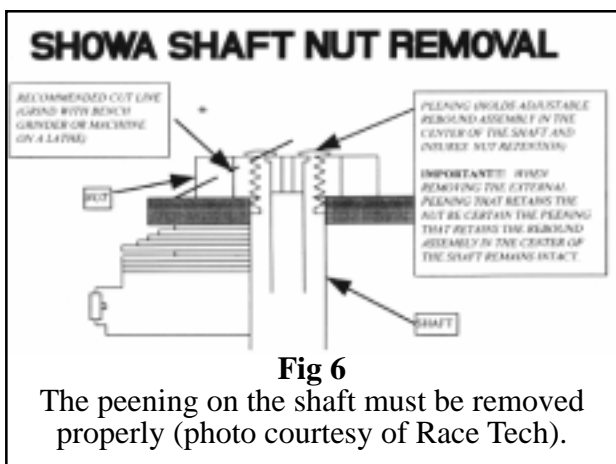 SHOWA SHAFT NUT REMOVAL
RECOMMENDED CUT LINE
(GRIND WITH BENCH
GRINDER OR MACHINE
ON A LATHE)
PEENING (HOLDS ADJUSTABLE
REBOUND ASSEMBLY IN THE
CENTER OF THE SHAFT AND
INSURES NUT RETENTION)
IMPORTANT!!! WHEN
REMOVING THE EXTERNAL
PEENING THAT RETAINS THE
NUT BE CERTAIN THE PEENING
THAT RETAINS THE REBOUND
ASSEMBLY IN THE CENTER OF
THE SHAFT REMAINS INTACT.
NUT
SHAFT
Fig 6
The peening on the shaft must be removed
properly (photo courtesy of Race Tech).